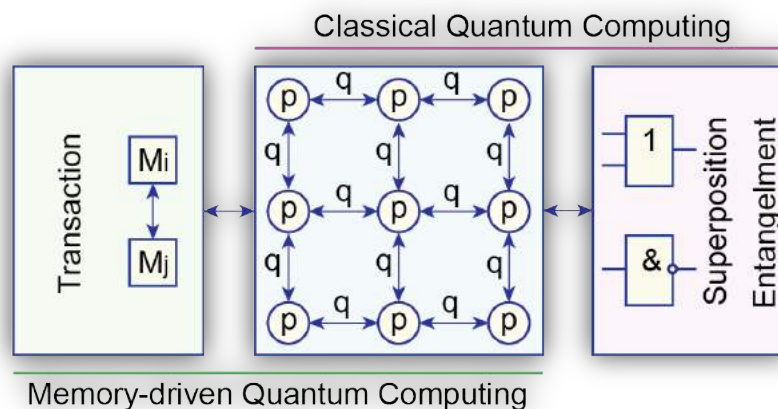 Classical Quantum Computing
Transaction
Mi
Mj
p q p q p
q q q
p q p q p
q q q
p q p q p
1
&
Superposition
Entangelment
Memory-driven Quantum Computing